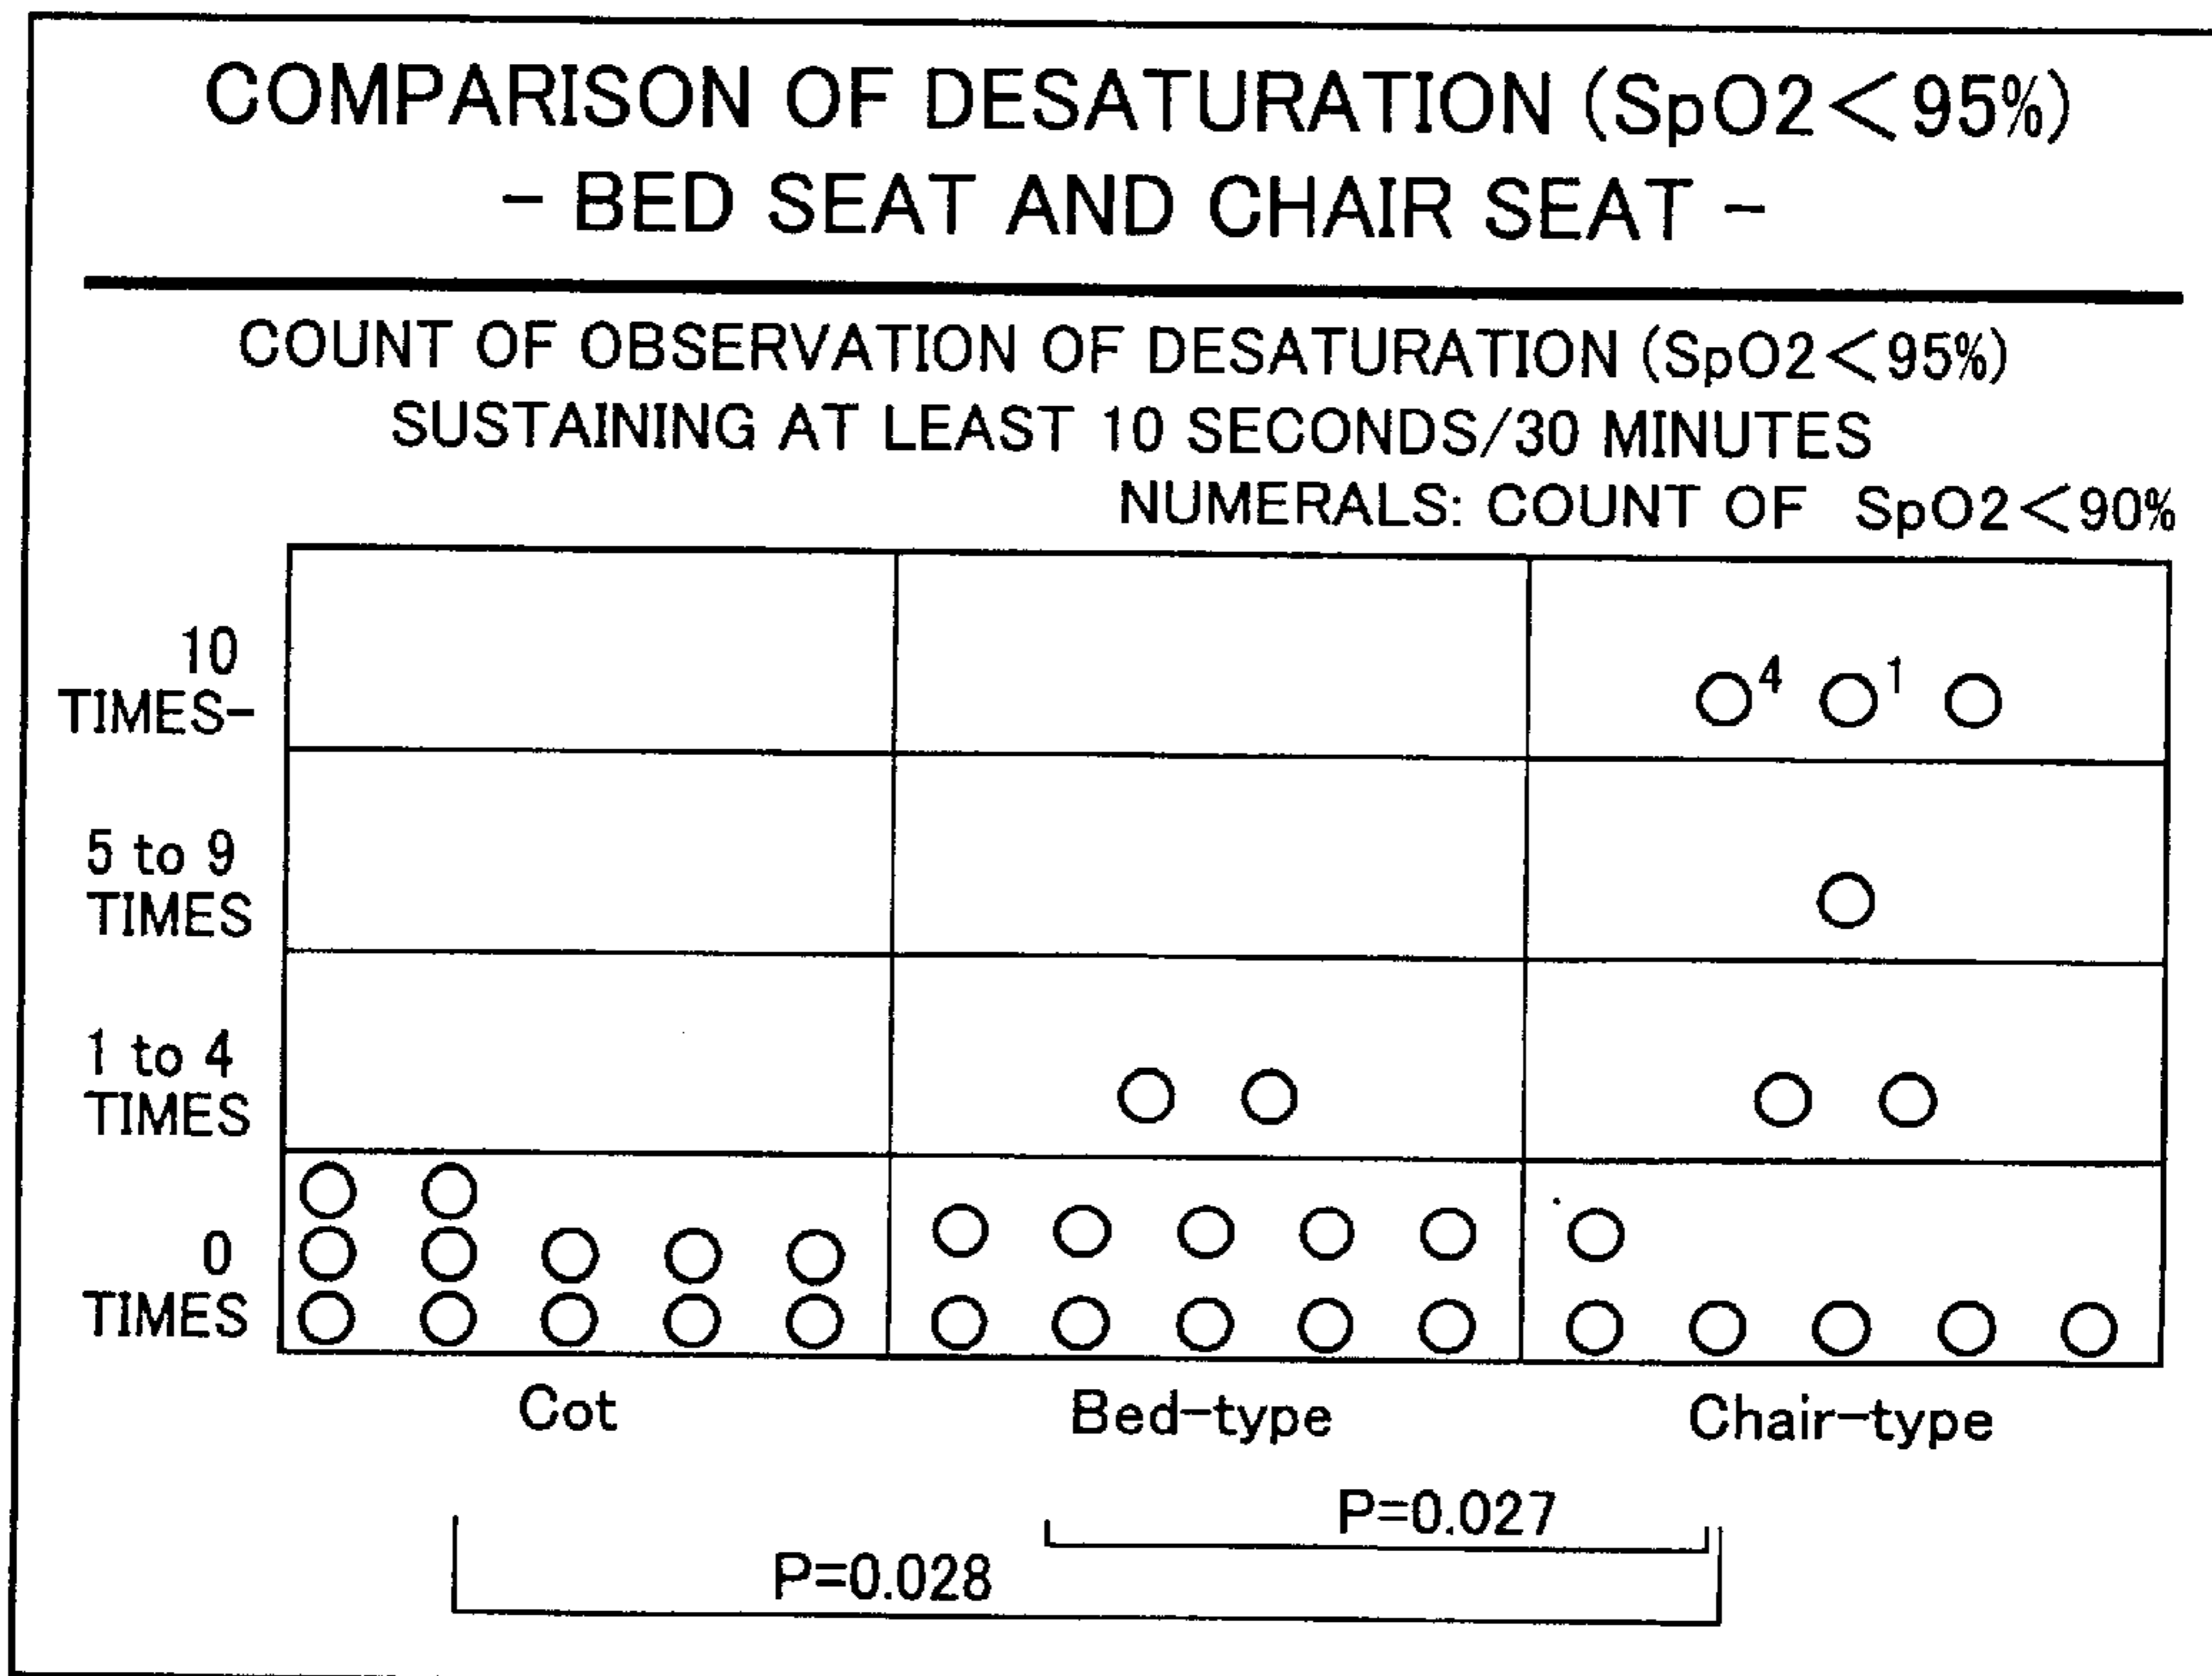 COMPARISON OF DESATURATION (SpO2<95%)
- BED SEAT AND CHAIR SEAT -
COUNT OF OBSERVATION OF DESATURATION (SpO2<95%)
SUSTAINING AT LEAST 10 SECONDS/30 MINUTES
NUMERALS: COUNT OF SpO2<90%
10
TIMES-
4 1
5 to 9
TIMES
1 to 4
TIMES
0
TIMES
Cot Bed-type Chair-type
P=0.027
P=0.028